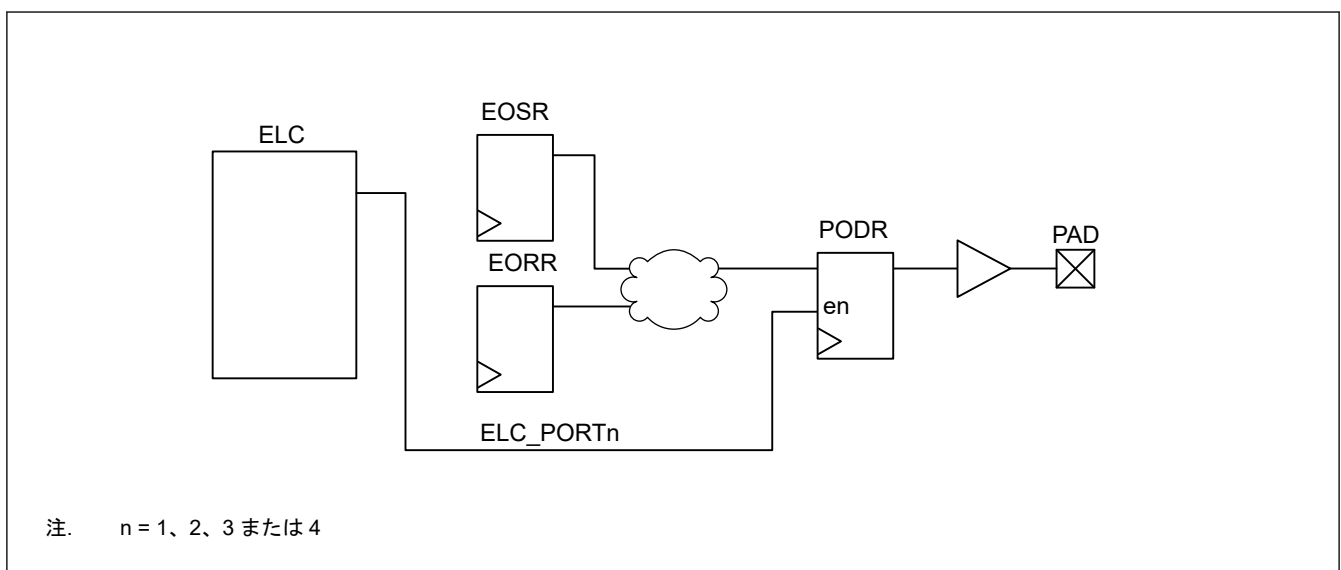 ELC
EOSR
EORR
PODR
en
PAD
ELC_PORTn
注. n = 1、2、3 または 4